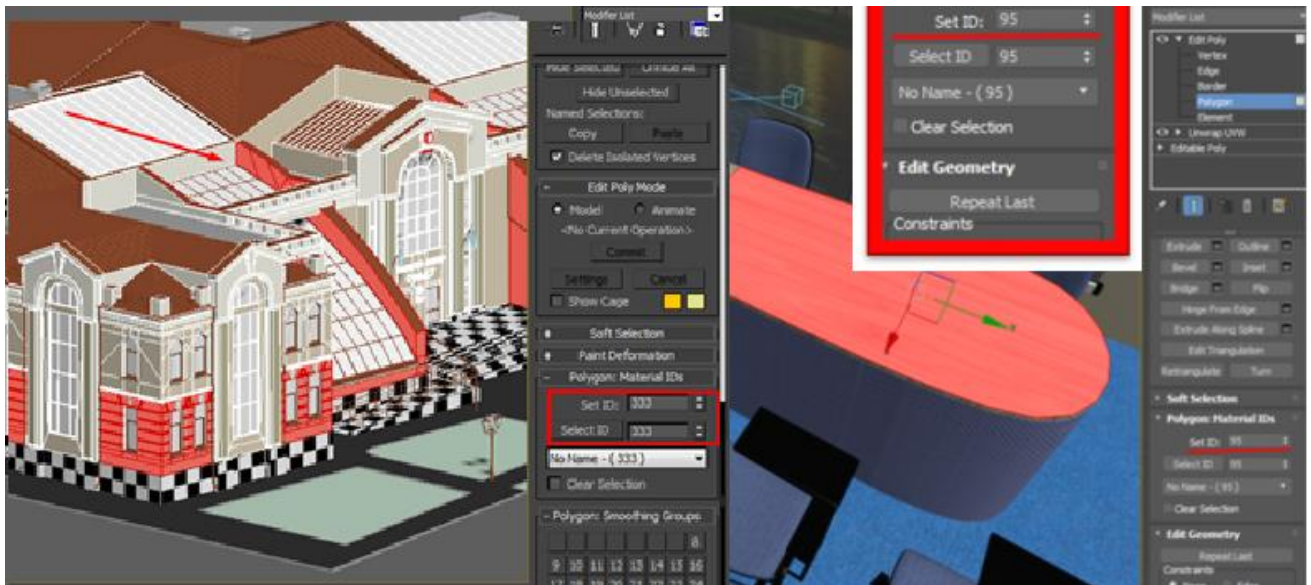 Modifier List
Hide Selected Unhide All
Hide Unselected
Named Selections:
Copy Paste
Delete Isolated Vertices
Edit Poly Mode
Model Animate
<No Current Operation>
Commit
Settings Cancel
Show Cage
Soft Selection
Paint Deformation
Polygon: Material IDs
Set ID: 333
Select ID 333
No Name - ( 333 )
Clear Selection
Polygon: Smoothing Groups
8
9 10 11 12 13 14 15 16
Set ID: 95
Select ID 95
No Name - ( 95 )
Clear Selection
Edit Geometry
Repeat Last
Constraints
Modifier List
Edit Poly
Vertex
Edge
Border
Polygon
Element
Unwrap UVW
Editable Poly
Extrude Outline
Bevel Inset
Bridge Flip
Hinge From Edge
Extrude Along Spline
Edit Triangulation
Retriangulate Turn
Soft Selection
Polygon: Material IDs
Set ID: 95
Select ID 95
No Name - ( 95 )
Clear Selection
Edit Geometry
Repeat Last
Constraints